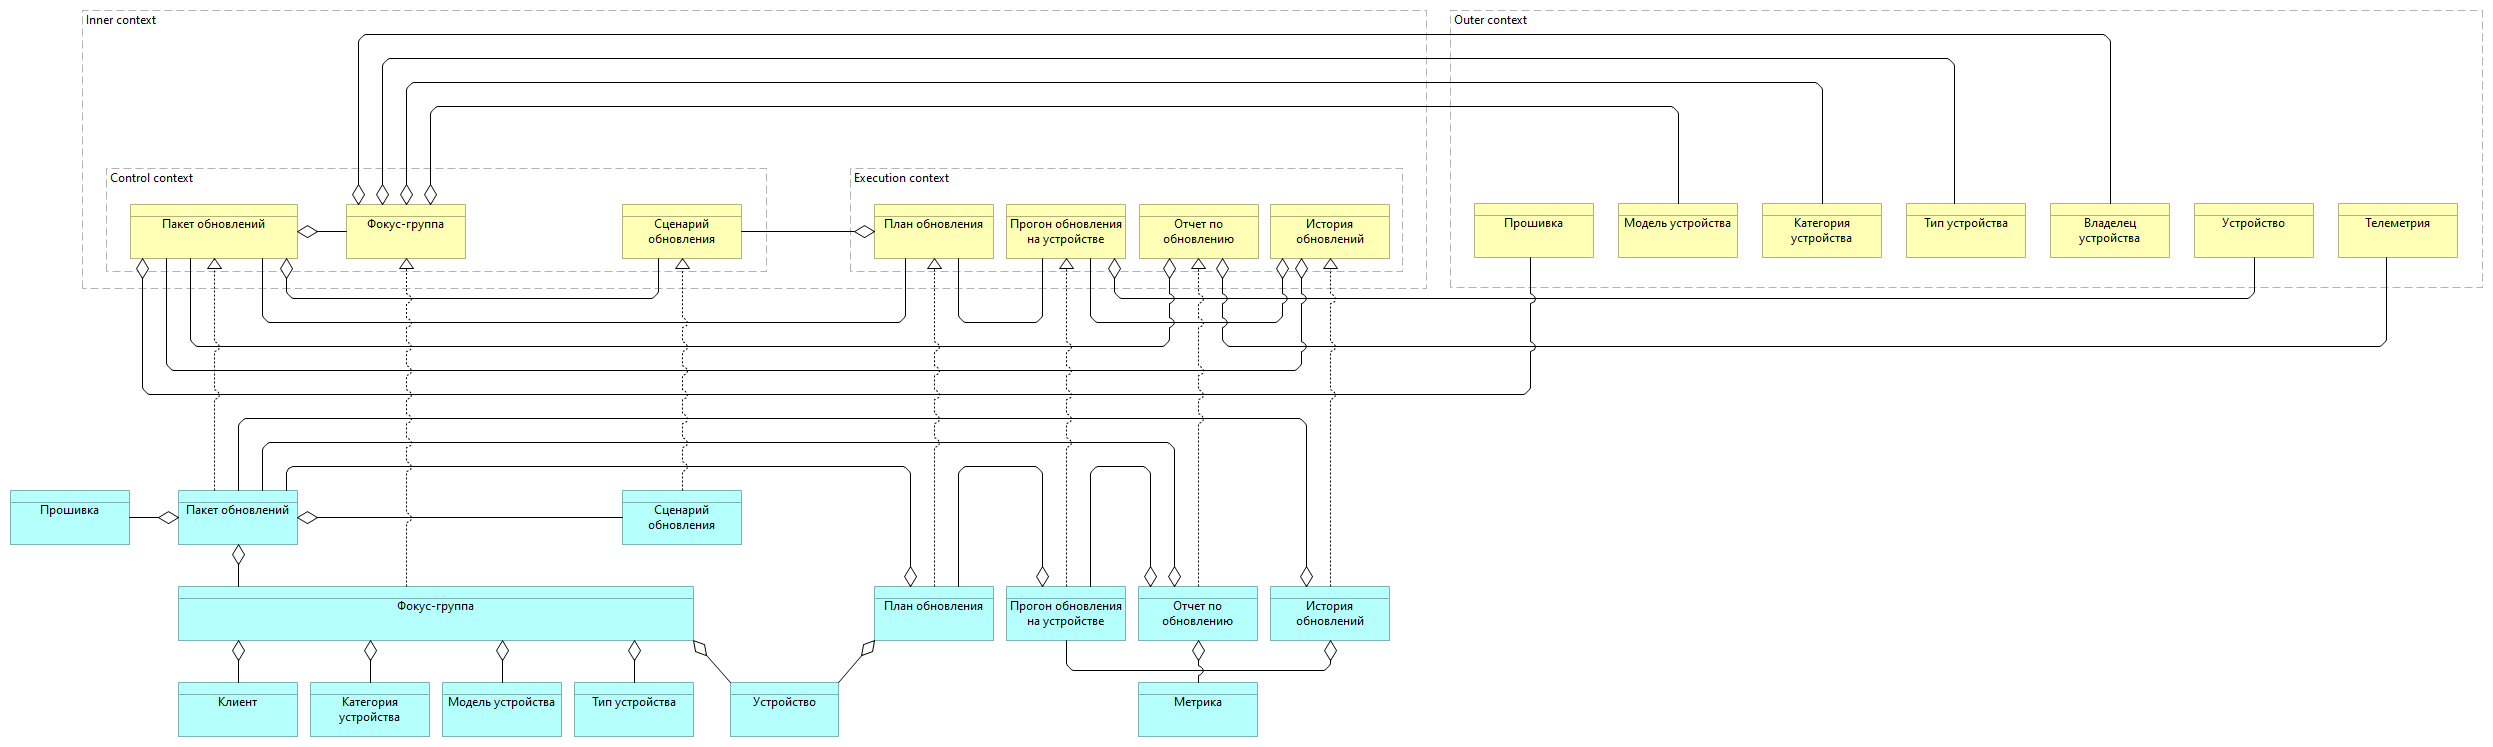 Inner context
Outer context
Control context
Execution context
Пакет обновлений
Фокус-группа
Сценарий
обновления
План обновления
Прогон обновления
на устройстве
Отчет по
обновлению
История
обновлений
Прошивка
Модель устройства
Категория
устройства
Тип устройства
Владелец
устройства
Устройство
Телеметрия
Прошивка
Пакет обновлений
Сценарий
обновления
Фокус-группа
План обновления
Прогон обновления
на устройстве
Отчет по
обновлению
История
обновлений
Клиент
Категория
устройства
Модель устройства
Тип устройства
Устройство
Метрика